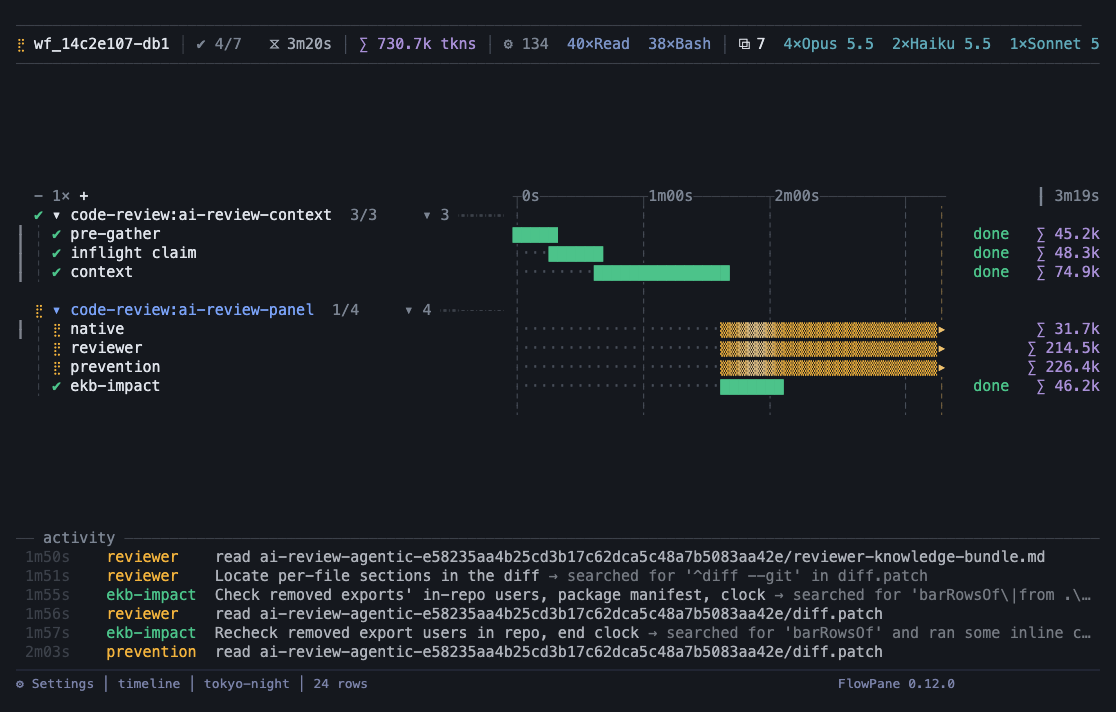 wf_14c2e107-db1 │ ✔ 4/7 ⧖ 3m20s │ ∑ 730.7k tkns │ ⚙ 134 40×Read 38×Bash │ ⧉ 7 4×Opus 5.5 2×Haiku 5.5 1×Sonnet 5
− 1× + 0s 1m00s 2m00s 3m19s
✔ ▾ code-review:ai-review-context 3/3 ▾ 3
✔ pre-gather done ∑ 45.2k
✔ inflight claim done ∑ 48.3k
✔ context done ∑ 74.9k
▾ code-review:ai-review-panel 1/4 ▾ 4
native ∑ 31.7k
reviewer ∑ 214.5k
prevention ∑ 226.4k
✔ ekb-impact done ∑ 46.2k
activity
1m50s reviewer read ai-review-agentic-e58235aa4b25cd3b17c62dca5c48a7b5083aa42e/reviewer-knowledge-bundle.md
1m51s reviewer Locate per-file sections in the diff → searched for '^diff --git' in diff.patch
1m55s ekb-impact Check removed exports' in-repo users, package manifest, clock → searched for 'barRowsOf\|from .\…
1m56s reviewer read ai-review-agentic-e58235aa4b25cd3b17c62dca5c48a7b5083aa42e/diff.patch
1m57s ekb-impact Recheck removed export users in repo, end clock → searched for 'barRowsOf' and ran some inline c…
2m03s prevention read ai-review-agentic-e58235aa4b25cd3b17c62dca5c48a7b5083aa42e/diff.patch
⚙ Settings │ timeline │ tokyo-night │ 24 rows FlowPane 0.12.0